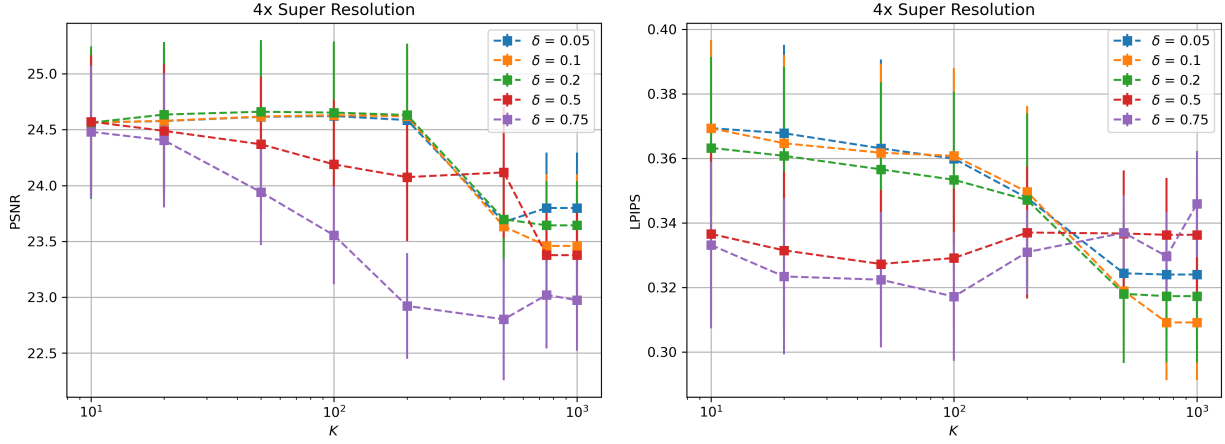 4x Super Resolution
PSNR
25.0
24.5
24.0
23.5
23.0
22.5
δ = 0.05
δ = 0.1
δ = 0.2
δ = 0.5
δ = 0.75
10¹
10²
10³
K
4x Super Resolution
LPIPS
0.40
0.38
0.36
0.34
0.32
0.30
δ = 0.05
δ = 0.1
δ = 0.2
δ = 0.5
δ = 0.75
10¹
10²
10³
K